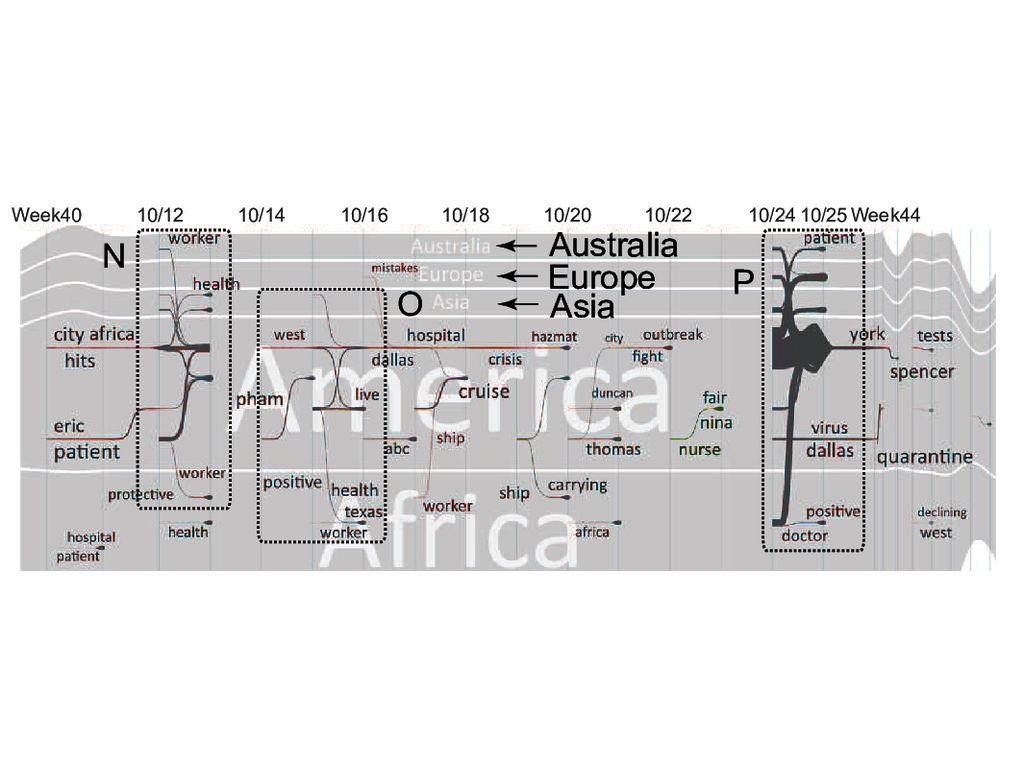 Week40 10/12 10/14 10/16 10/18 10/20 10/22 10/24 10/25 Week44
worker Australia Australia patient
N
mistakes Europe Europe
health P
Asia Asia
O
city africa west hospital hazmat city outbreak york tests
hits dallas crisis fight spencer
America
pham live cruise duncan fair
nina
eric ship virus
patient abc thomas nurse dallas quarantine
worker positive health ship carrying
protective texas worker positive declining
health worker africa doctor west
Africa
hospital
patient